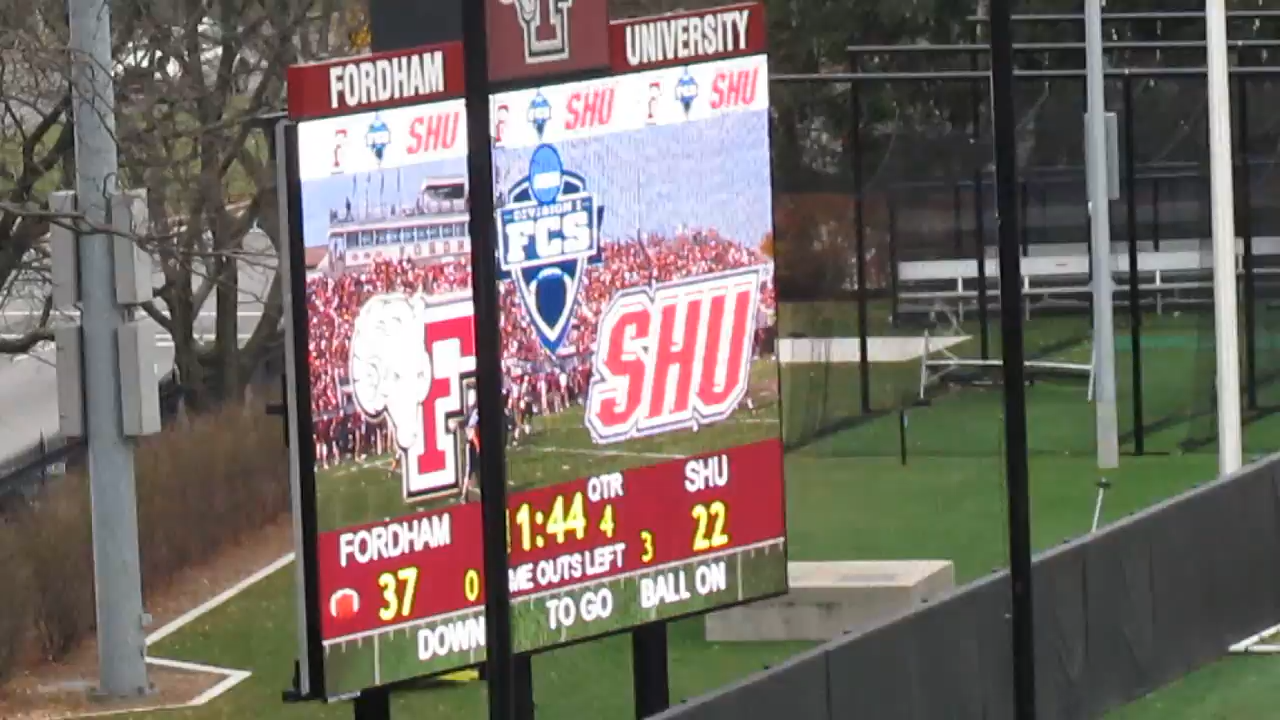 FORDHAM UNIVERSITY
SHU SHU SHU
DIVISION I
FCS
SHU
FORDHAM 1:44 QTR 4 SHU
37 0 ME OUTS LEFT 3 22
DOWN TO GO BALL ON